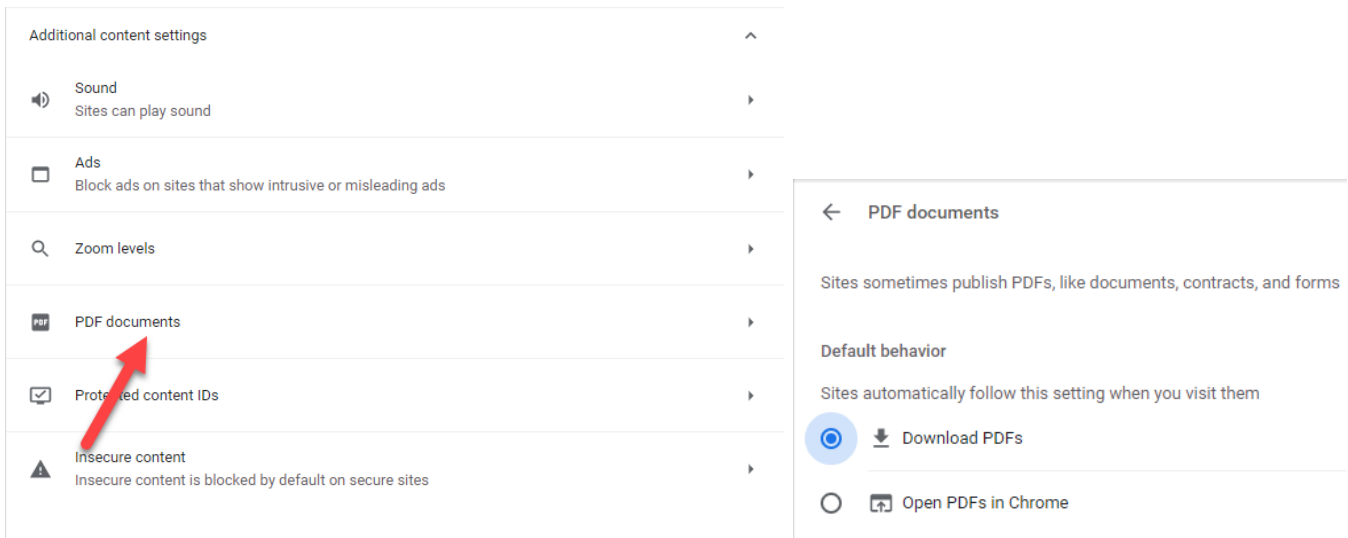 Additional content settings
Sound
Sites can play sound
Ads
Block ads on sites that show intrusive or misleading ads
Zoom levels
PDF
PDF documents
Protected content IDs
Insecure content
Insecure content is blocked by default on secure sites
PDF documents
Sites sometimes publish PDFs, like documents, contracts, and forms
Default behavior
Sites automatically follow this setting when you visit them
Download PDFs
Open PDFs in Chrome